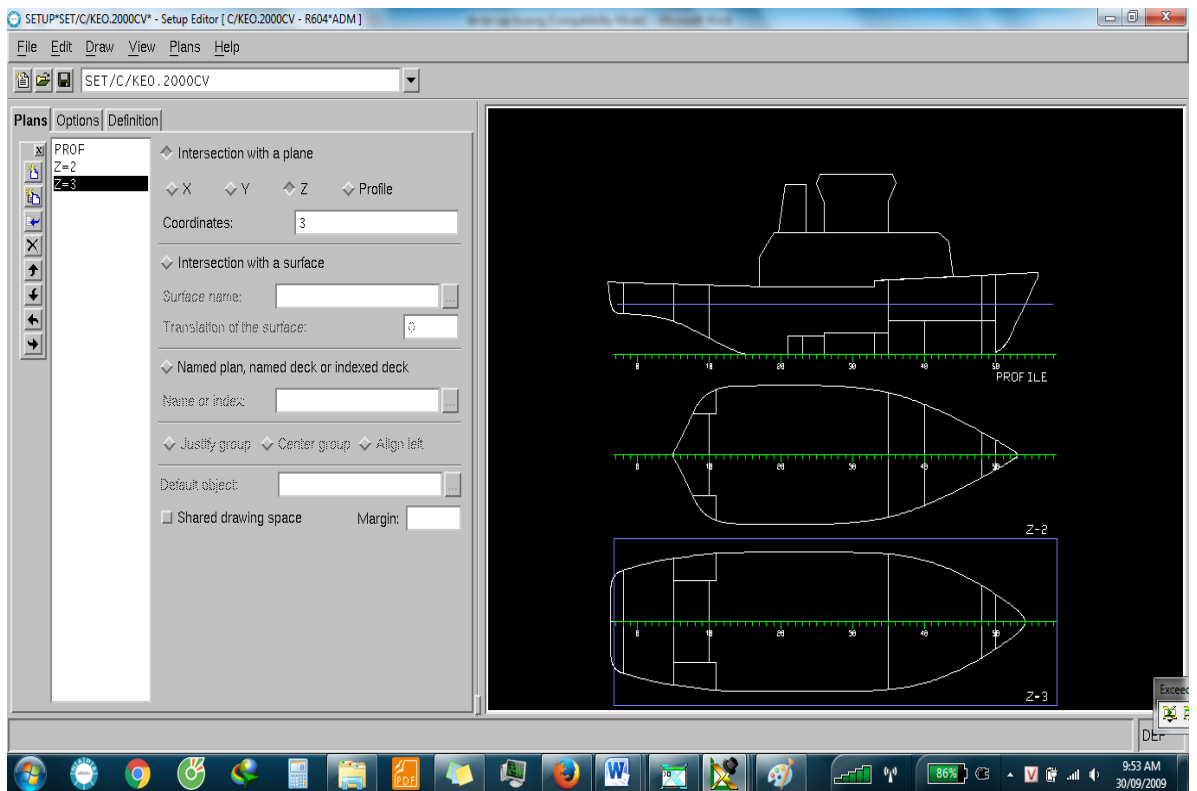 SETUP*SET/C/KEO.2000CV* - Setup Editor [ C/KEO.2000CV - R604*ADM ]
File Edit Draw View Plans Help
SET/C/KEO.2000CV
Plans Options Definition
PROF
Z=2
Z=3
Intersection with a plane
X Y Z Profile
Coordinates: 3
Intersection with a surface
Surface name: ...
Translation of the surface: 0
Named plan, named deck or indexed deck
Name or index: ...
Justify group Center group Align left
Default object: ...
Shared drawing space Margin:
0 10 20 30 40 50
PROFILE
0 10 20 30 40 50
Z-2
0 10 20 30 40 50
Z-3
Exceed
DEF
PDF
86%
V
9:53 AM
30/09/2009